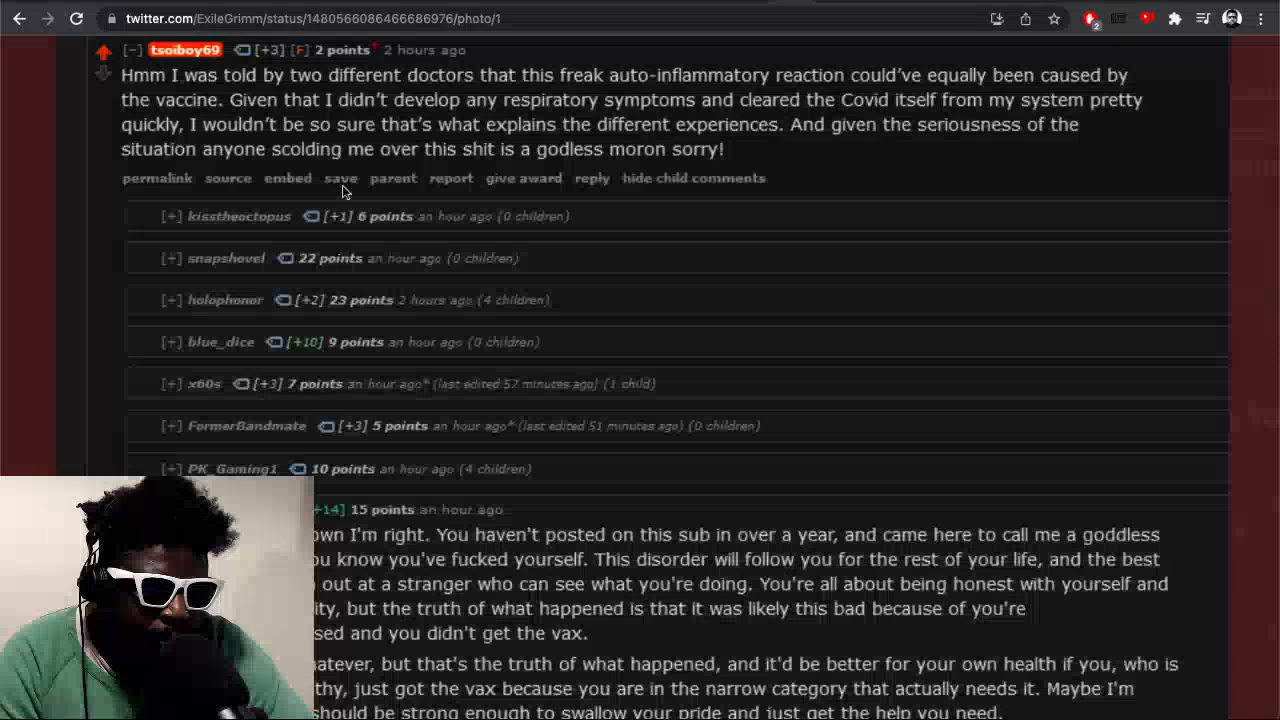 twitter.com/ExileGrimm/status/1480566086466686976/photo/1
2
[−] tsoiboy69 [+3] [F] 2 points 2 hours ago
Hmm I was told by two different doctors that this freak auto-inflammatory reaction could’ve equally been caused by
the vaccine. Given that I didn’t develop any respiratory symptoms and cleared the Covid itself from my system pretty
quickly, I wouldn’t be so sure that’s what explains the different experiences. And given the seriousness of the
situation anyone scolding me over this shit is a godless moron sorry!
permalink source embed save parent report give award reply hide child comments
[+] kisstheoctopus [+1] 6 points an hour ago (0 children)
[+] snapshovel 22 points an hour ago (0 children)
[+] holophonor [+2] 23 points 2 hours ago (4 children)
[+] blue_dice [+10] 9 points an hour ago (0 children)
[+] x60s [+3] 7 points an hour ago* (last edited 57 minutes ago) (1 child)
[+] FormerBandmate [+3] 5 points an hour ago* (last edited 51 minutes ago) (0 children)
[+] PK_Gaming1 10 points an hour ago (4 children)
+14] 15 points an hour ago
own I'm right. You haven't posted on this sub in over a year, and came here to call me a goddless
ou know you've fucked yourself. This disorder will follow you for the rest of your life, and the best
out at a stranger who can see what you're doing. You're all about being honest with yourself and
ity, but the truth of what happened is that it was likely this bad because of you're
sed and you didn't get the vax.
hatever, but that's the truth of what happened, and it'd be better for your own health if you, who is
thy, just got the vax because you are in the narrow category that actually needs it. Maybe I'm
should be strong enough to swallow your pride and just get the help you need.